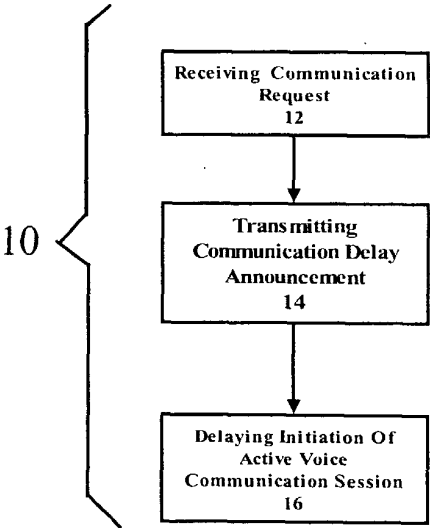 10
Receiving Communication
Request
12
Transmitting
Communication Delay
Announcement
14
Delaying Initiation Of
Active Voice
Communication Session
16